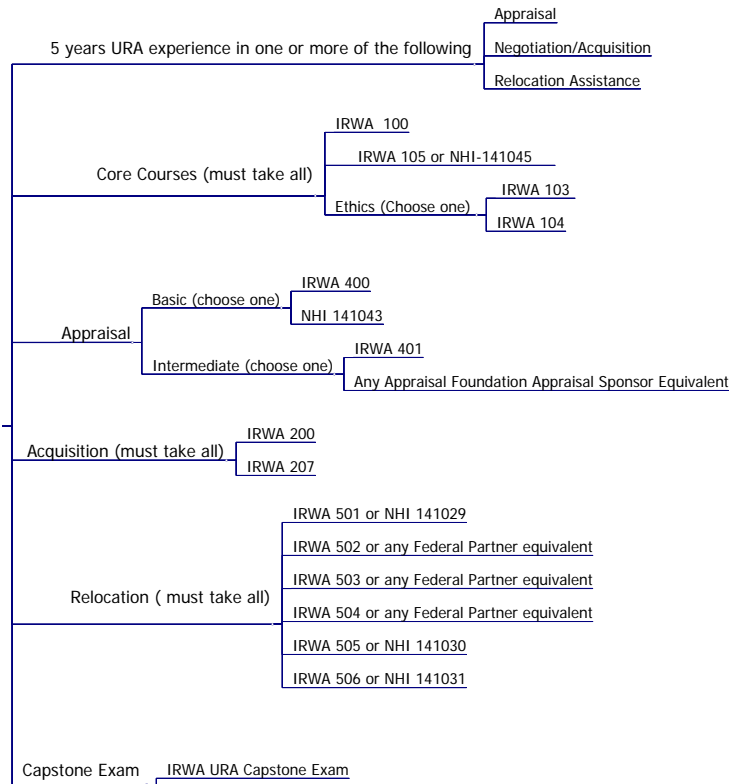 5 years URA experience in one or more of the following
Appraisal
Negotiation/Acquisition
Relocation Assistance
Core Courses (must take all)
IRWA 100
IRWA 105 or NHI-141045
Ethics (Choose one)
IRWA 103
IRWA 104
Appraisal
Basic (choose one)
IRWA 400
NHI 141043
Intermediate (choose one)
IRWA 401
Any Appraisal Foundation Appraisal Sponsor Equivalent
Acquisition (must take all)
IRWA 200
IRWA 207
Relocation ( must take all)
IRWA 501 or NHI 141029
IRWA 502 or any Federal Partner equivalent
IRWA 503 or any Federal Partner equivalent
IRWA 504 or any Federal Partner equivalent
IRWA 505 or NHI 141030
IRWA 506 or NHI 141031
Capstone Exam
IRWA URA Capstone Exam